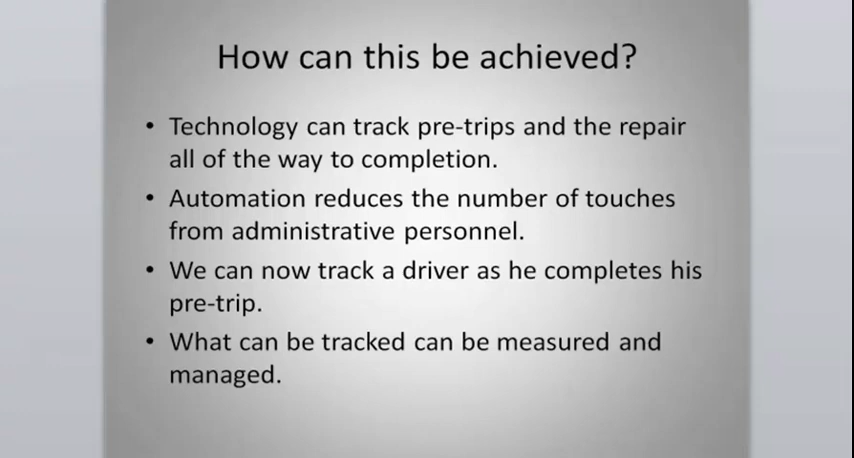 How can this be achieved?
• Technology can track pre-trips and the repair
all of the way to completion.
• Automation reduces the number of touches
from administrative personnel.
• We can now track a driver as he completes his
pre-trip.
• What can be tracked can be measured and
managed.